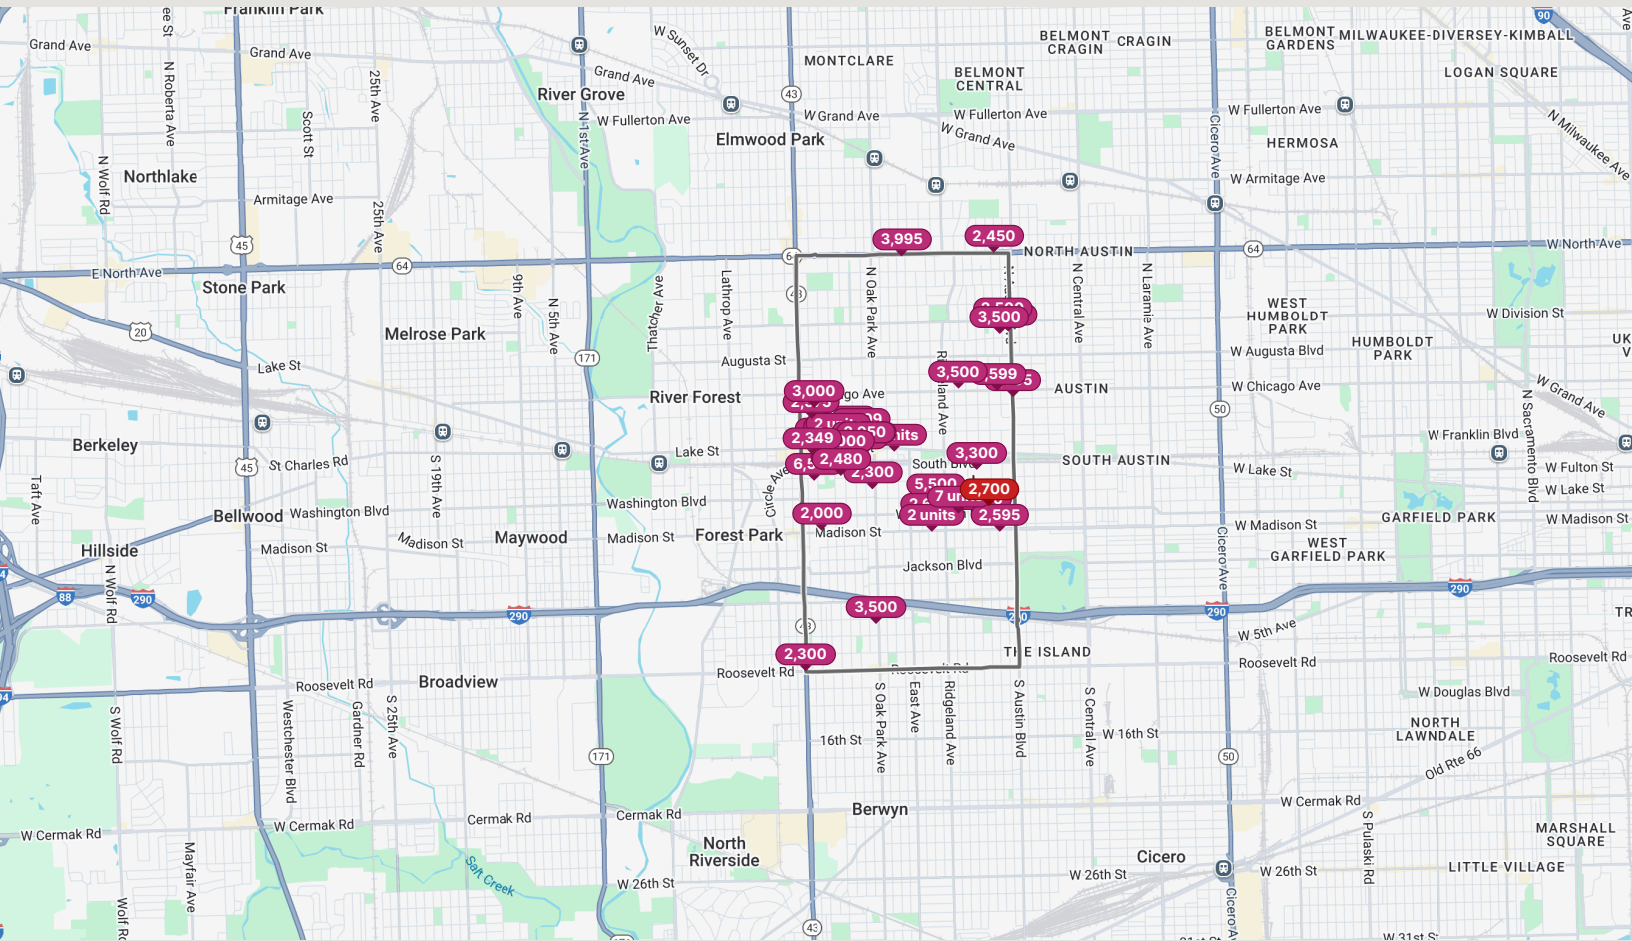 Franklin Park
Grand Ave
Grand Ave
25th Ave
N Roberta Ave
Scott St
N Wolf Rd
Northlake
Armitage Ave
25th Ave
45
64
E North Ave
Stone Park
20
Lake St
Melrose Park
9th Ave
N 5th Ave
171
W Sunset Dr
Grand Ave
River Grove
N 1st Ave
W Fullerton Ave
43
MONTCLARE
W Grand Ave
Elmwood Park
BELMONT
CRAGIN
CRAGIN
BELMONT
CENTRAL
W Fullerton Ave
W Grand Ave
BELMONT
GARDENS
MILWAUKEE-DIVERSEY-KIMBALL
90
LOGAN SQUARE
W Fullerton Ave
Cicero Ave
HERMOSA
N Milwaukee Ave
W Armitage Ave
W North Ave
64
NORTH AUSTIN
3,995
2,450
Lathrop Ave
Thatcher Ave
N Oak Park Ave
N Central Ave
N Laramie Ave
43
3,500
WEST
HUMBOLDT
PARK
W Division St
HUMBOLDT
PARK
W Augusta Blvd
Augusta St
3,500
AUSTIN
W Chicago Ave
W Grand Ave
River Forest
3,000
50
N Sacramento Blvd
Berkeley
2,349
W Franklin Blvd
Lake St
St Charles Rd
45
2,480
3,300
SOUTH AUSTIN
W Lake St
W Fulton St
W Lake St
2,300
5,500
2,700
Taft Ave
S 19th Ave
Circle Ave
Washington Blvd
Bellwood
Washington Blvd
2,000
2 units
2,595
GARFIELD PARK
W Madison St
W Madison St
Hillside
Madison St
Madison St
Maywood
Madison St
Forest Park
Madison St
WEST
GARFIELD PARK
Jackson Blvd
Cicero Ave
N Wolf Rd
88
290
290
290
290
3,500
43
W 5th Ave
2,300
THE ISLAND
Roosevelt Rd
Roosevelt Rd
Roosevelt Rd
Roosevelt Rd
Roosevelt Rd
Broadview
W Douglas Blvd
S Wolf Rd
Westchester Blvd
Gardner Rd
S 25th Ave
S Oak Park Ave
East Ave
Ridgeland Ave
S Austin Blvd
S Central Ave
NORTH
LAWNDALE
16th St
W 16th St
171
50
Old Rte 66
Berwyn
W Cermak Rd
W Cermak Rd
Cermak Rd
Cermak Rd
W Cermak Rd
S Pulaski Rd
MARSHALL
SQUARE
North
Riverside
Mayfair Ave
Salt Creek
W 26th St
Cicero
W 26th St
W 26th St
LITTLE VILLAGE
43
W 31st St